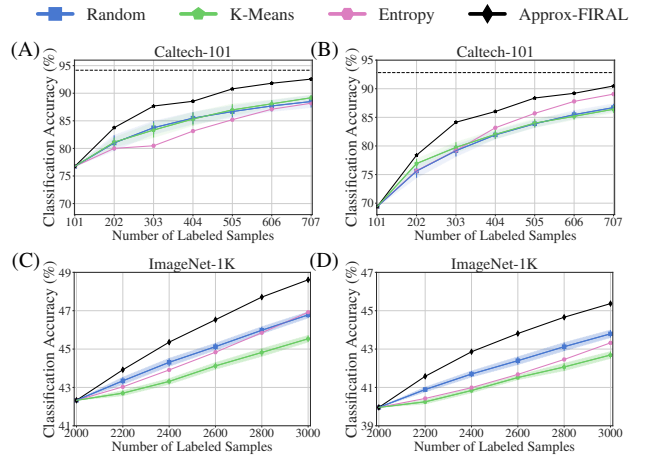 Random K-Means Entropy Approx-FIRAL
(A) Caltech-101
Classification Accuracy (%)
95
90
85
80
75
70
101 202 303 404 505 606 707
Number of Labeled Samples
(B) Caltech-101
Classification Accuracy (%)
95
90
85
80
75
70
101 202 303 404 505 606 707
Number of Labeled Samples
(C) ImageNet-1K
Classification Accuracy (%)
49
47
45
43
41
2000 2200 2400 2600 2800 3000
Number of Labeled Samples
(D) ImageNet-1K
Classification Accuracy (%)
47
45
43
41
39
2000 2200 2400 2600 2800 3000
Number of Labeled Samples